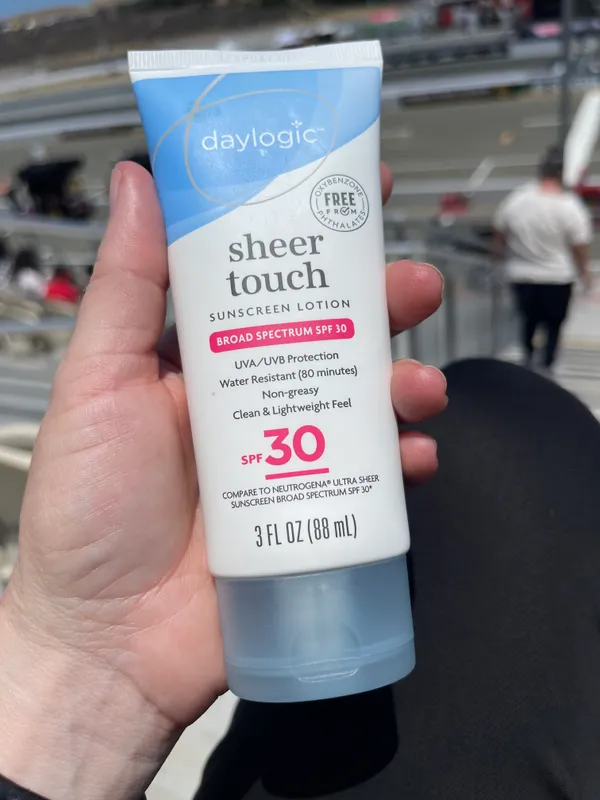 daylogic™
OXYBENZONE
FREE
FROM
PHTHALATES
sheer
touch
SUNSCREEN LOTION
BROAD SPECTRUM SPF 30
UVA/UVB Protection
Water Resistant (80 minutes)
Non-greasy
Clean & Lightweight Feel
SPF 30
COMPARE TO NEUTROGENA® ULTRA SHEER
SUNSCREEN BROAD SPECTRUM SPF 30*
3 FL OZ (88 mL)